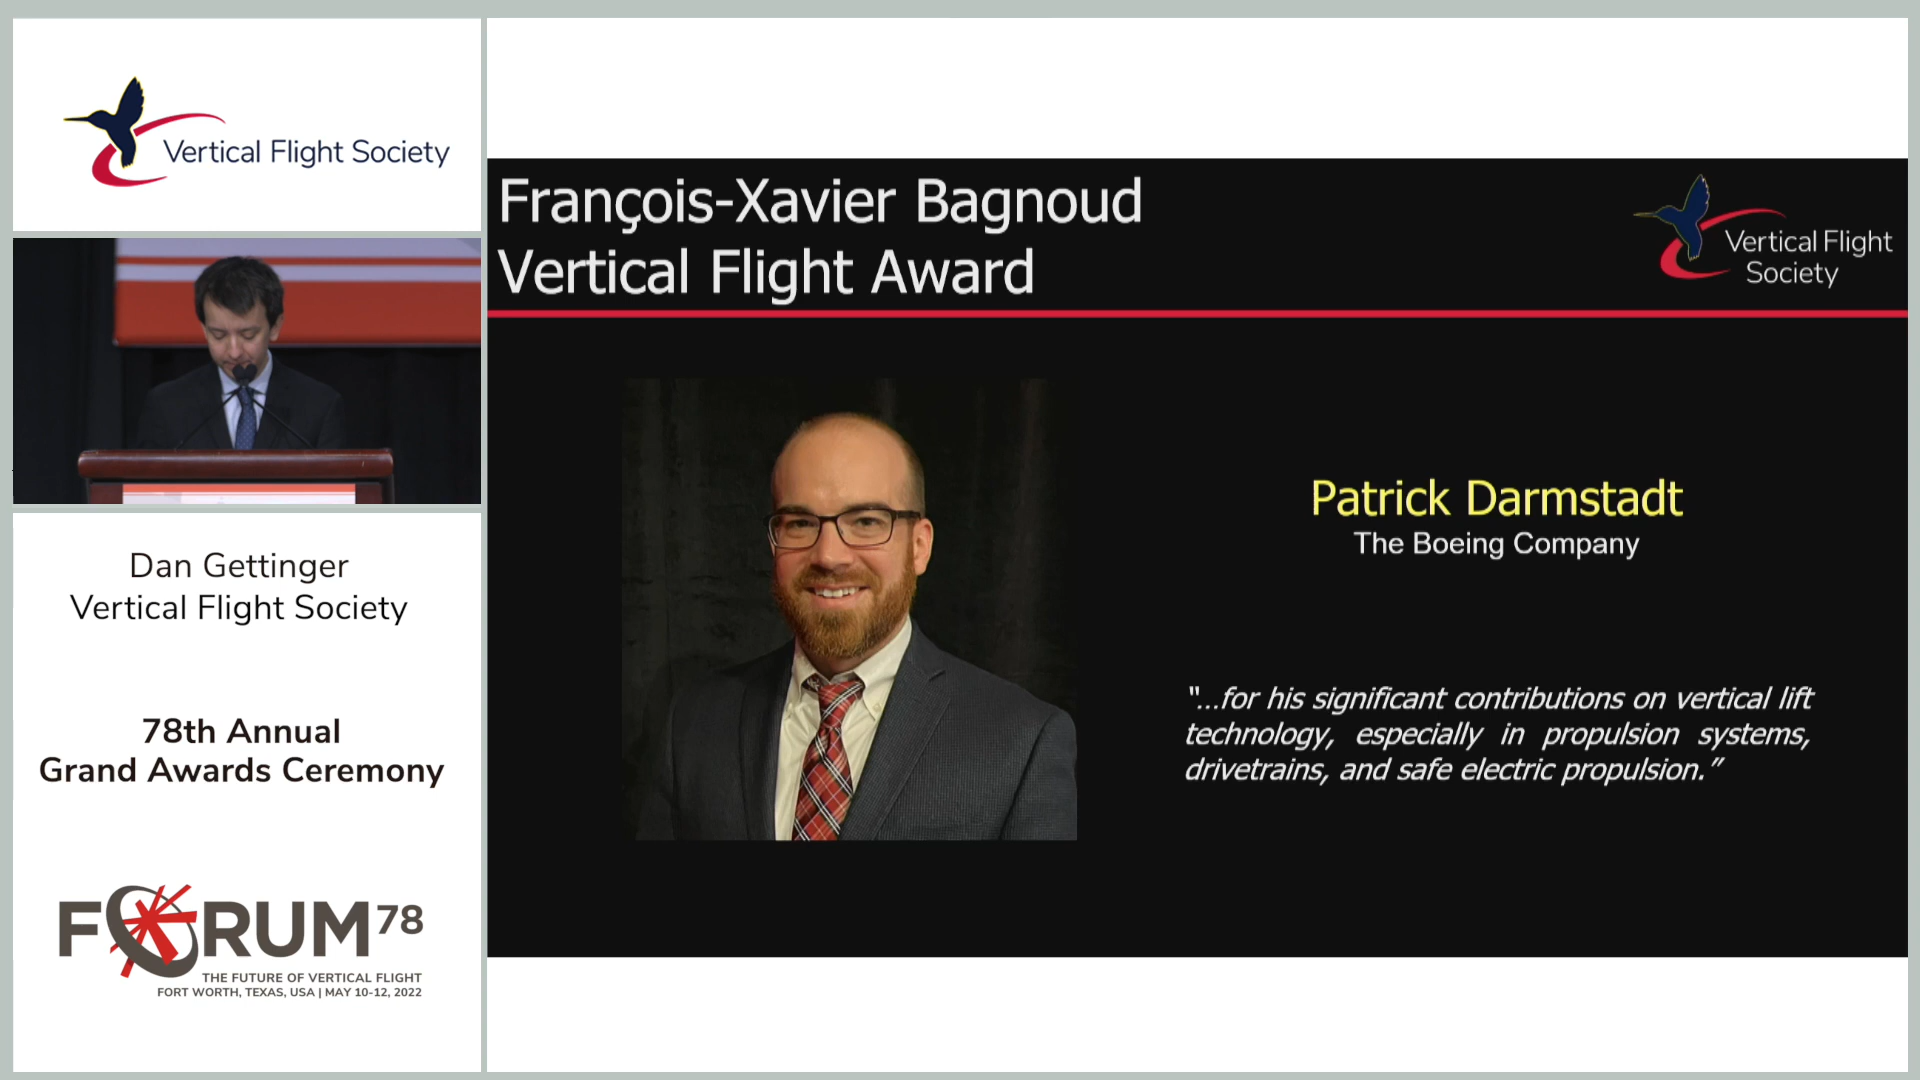 Vertical Flight Society
Dan Gettinger
Vertical Flight Society
78th Annual
Grand Awards Ceremony
FORUM 78
THE FUTURE OF VERTICAL FLIGHT
FORT WORTH, TEXAS, USA | MAY 10-12, 2022
François-Xavier Bagnoud
Vertical Flight Award
Vertical Flight
Society
Patrick Darmstadt
The Boeing Company
“...for his significant contributions on vertical lift
technology, especially in propulsion systems,
drivetrains, and safe electric propulsion.”